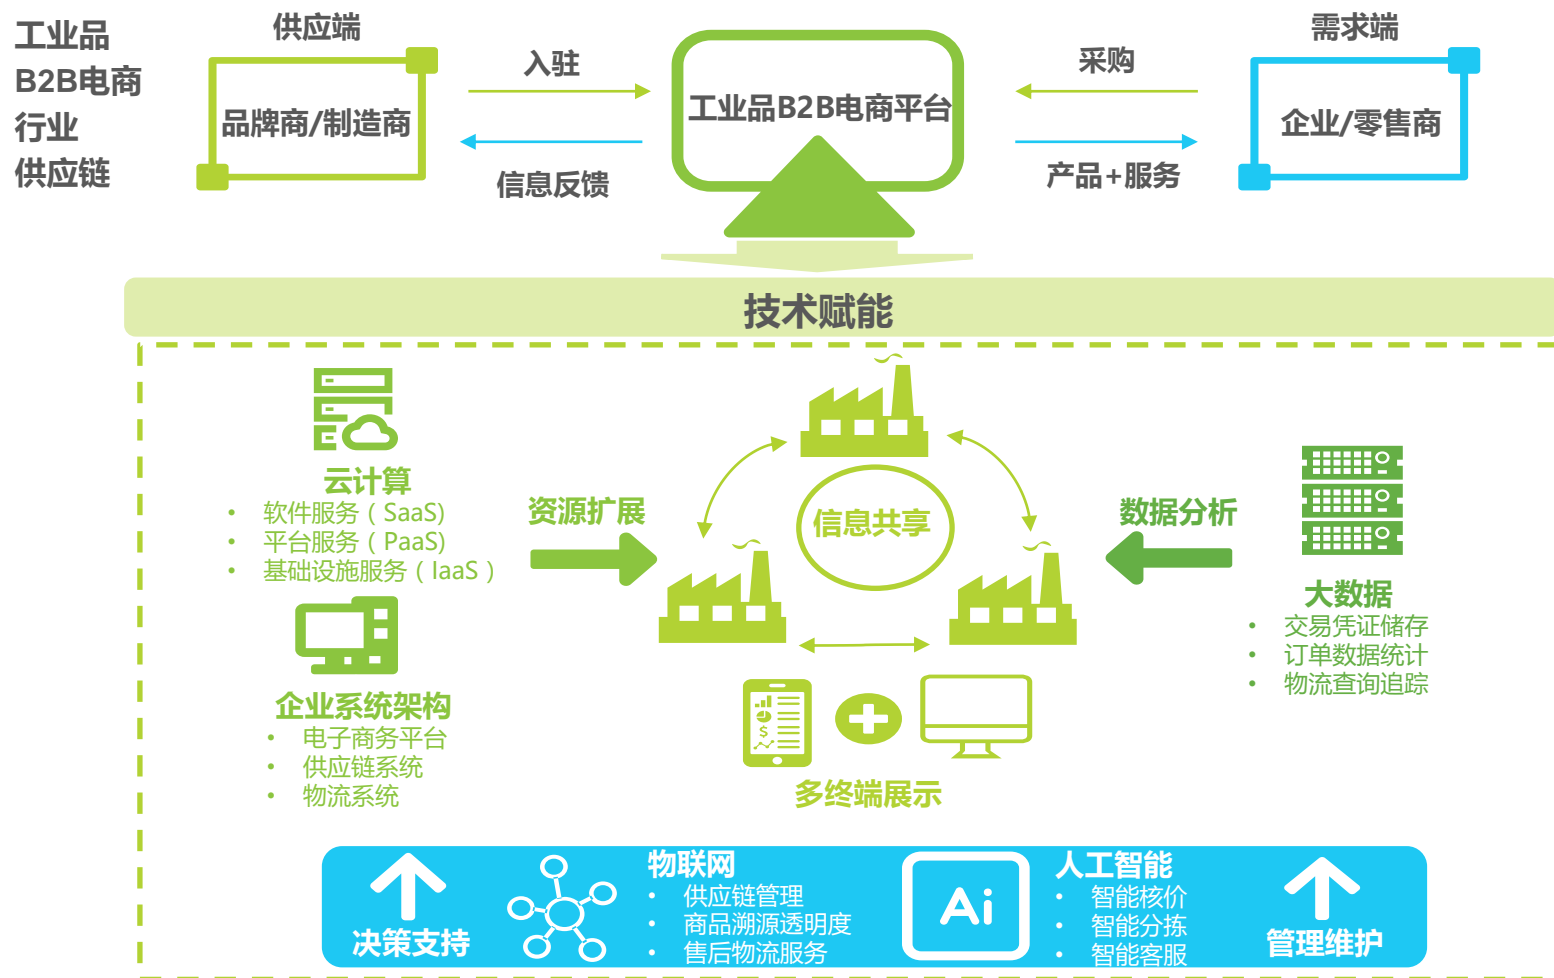 工业品
B2B电商
行业
供应链
供应端
品牌商/制造商
入驻
信息反馈
工业品B2B电商平台
采购
产品+服务
需求端
企业/零售商
技术赋能
云计算
• 软件服务（SaaS)
• 平台服务（PaaS)
• 基础设施服务（IaaS）
企业系统架构
• 电子商务平台
• 供应链系统
• 物流系统
资源扩展
信息共享
多终端展示
$
数据分析
大数据
• 交易凭证储存
• 订单数据统计
• 物流查询追踪
决策支持
物联网
• 供应链管理
• 商品溯源透明度
• 售后物流服务
Ai
人工智能
• 智能核价
• 智能分拣
• 智能客服
管理维护